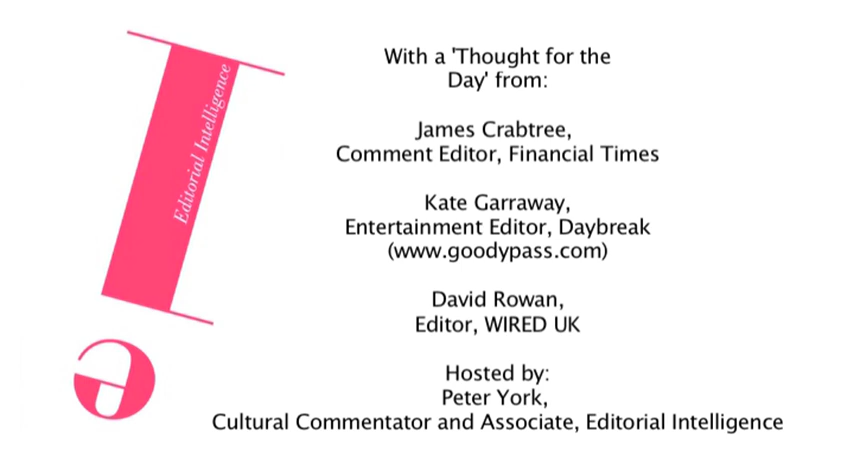 Editorial Intelligence
e
With a 'Thought for the
Day' from:
James Crabtree,
Comment Editor, Financial Times
Kate Garraway,
Entertainment Editor, Daybreak
(www.goodypass.com)
David Rowan,
Editor, WIRED UK
Hosted by:
Peter York,
Cultural Commentator and Associate, Editorial Intelligence